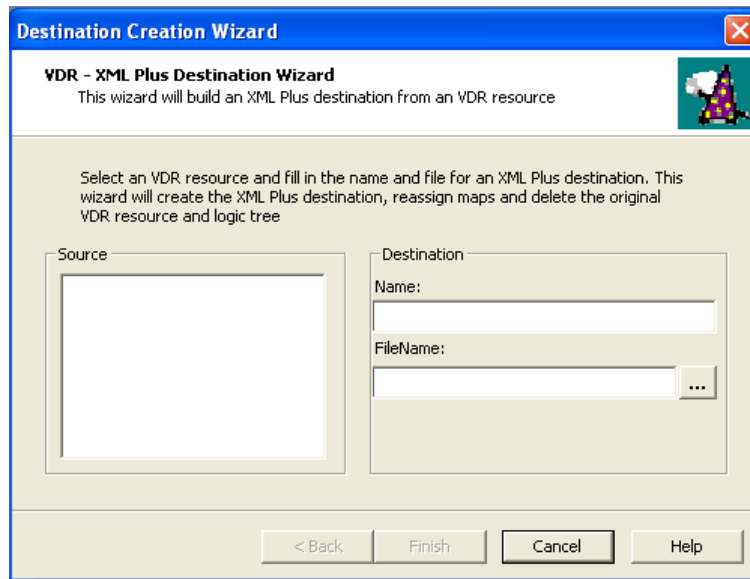 Destination Creation Wizard
VDR - XML Plus Destination Wizard
This wizard will build an XML Plus destination from an VDR resource
Select an VDR resource and fill in the name and file for an XML Plus destination. This
wizard will create the XML Plus destination, reassign maps and delete the original
VDR resource and logic tree
Source
Destination
Name:
FileName:
...
< Back
Finish
Cancel
Help